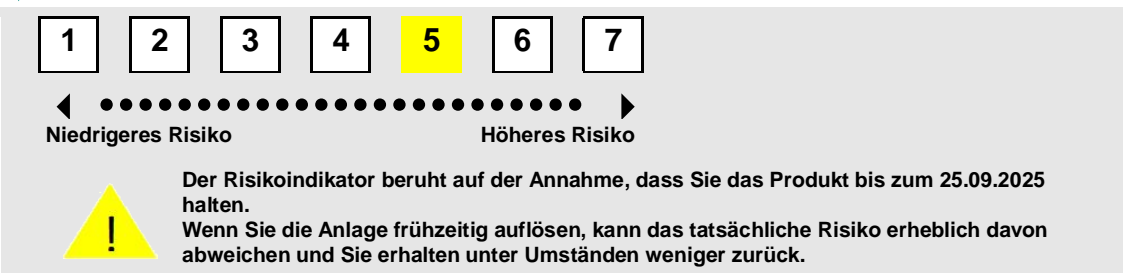 1 2 3 4 5 6 7
Niedrigeres Risiko Höheres Risiko
Der Risikoindikator beruht auf der Annahme, dass Sie das Produkt bis zum 25.09.2025
halten.
Wenn Sie die Anlage frühzeitig auflösen, kann das tatsächliche Risiko erheblich davon
abweichen und Sie erhalten unter Umständen weniger zurück.
!